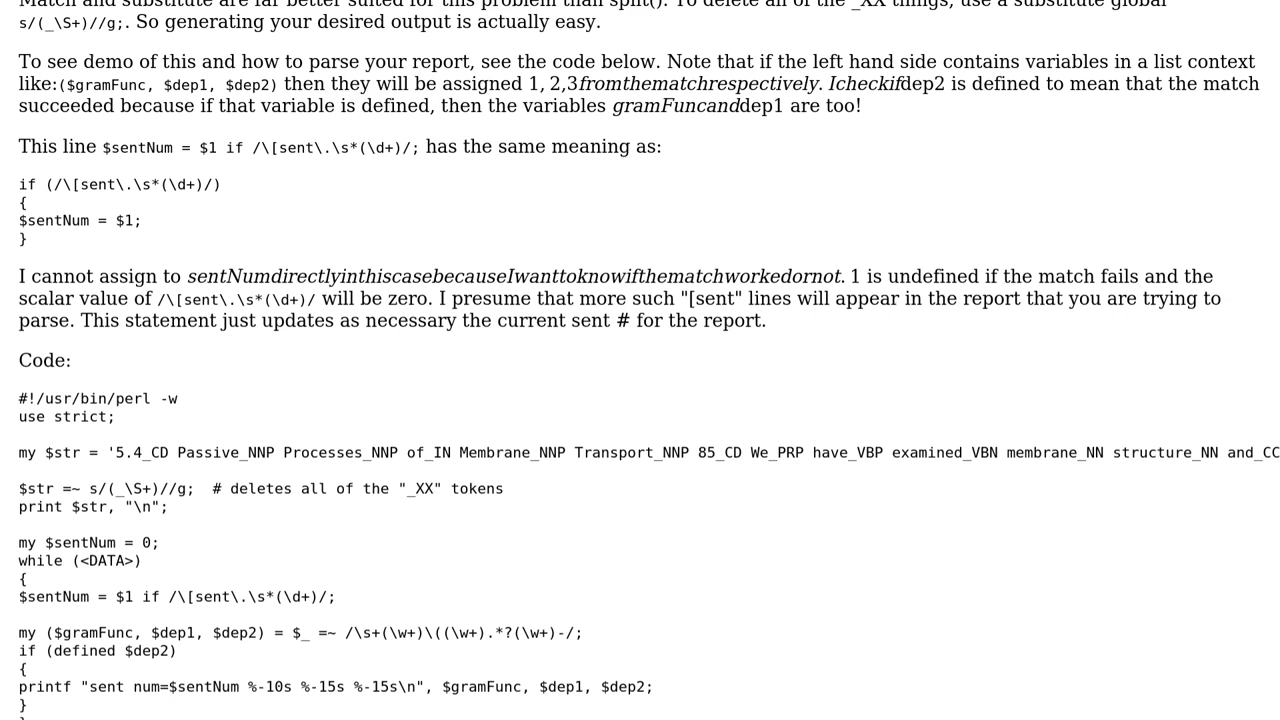 Match and substitute are far better suited for this problem than split(). To delete all of the _XX things, use a substitute global
s/(_\S+)//g;. So generating your desired output is actually easy.
To see demo of this and how to parse your report, see the code below. Note that if the left hand side contains variables in a list context
like:($gramFunc, $dep1, $dep2) then they will be assigned 1, 2,3fromthematchrespectively. Icheckifdep2 is defined to mean that the match
succeeded because if that variable is defined, then the variables gramFuncanddep1 are too!
This line $sentNum = $1 if /\[sent\.\s*(\d+)/; has the same meaning as:
if (/\[sent\.\s*(\d+)/)
{
$sentNum = $1;
}
I cannot assign to sentNumdirectlyinthiscasebecauseIwanttoknowifthematchworkedornot. 1 is undefined if the match fails and the
scalar value of /\[sent\.\s*(\d+)/ will be zero. I presume that more such "[sent" lines will appear in the report that you are trying to
parse. This statement just updates as necessary the current sent # for the report.
Code:
#!/usr/bin/perl -w
use strict;
my $str = '5.4_CD Passive_NNP Processes_NNP of_IN Membrane_NNP Transport_NNP 85_CD We_PRP have_VBP examined_VBN membrane_NN structure_NN and_CC
$str =~ s/(_\S+)//g;  # deletes all of the "_XX" tokens
print $str, "\n";
my $sentNum = 0;
while (<DATA>)
{
$sentNum = $1 if /\[sent\.\s*(\d+)/;
my ($gramFunc, $dep1, $dep2) = $_ =~ /\s+(\w+)\((\w+).*?(\w+)-/;
if (defined $dep2)
{
printf "sent num=$sentNum %-10s %-15s %-15s\n", $gramFunc, $dep1, $dep2;
}
}